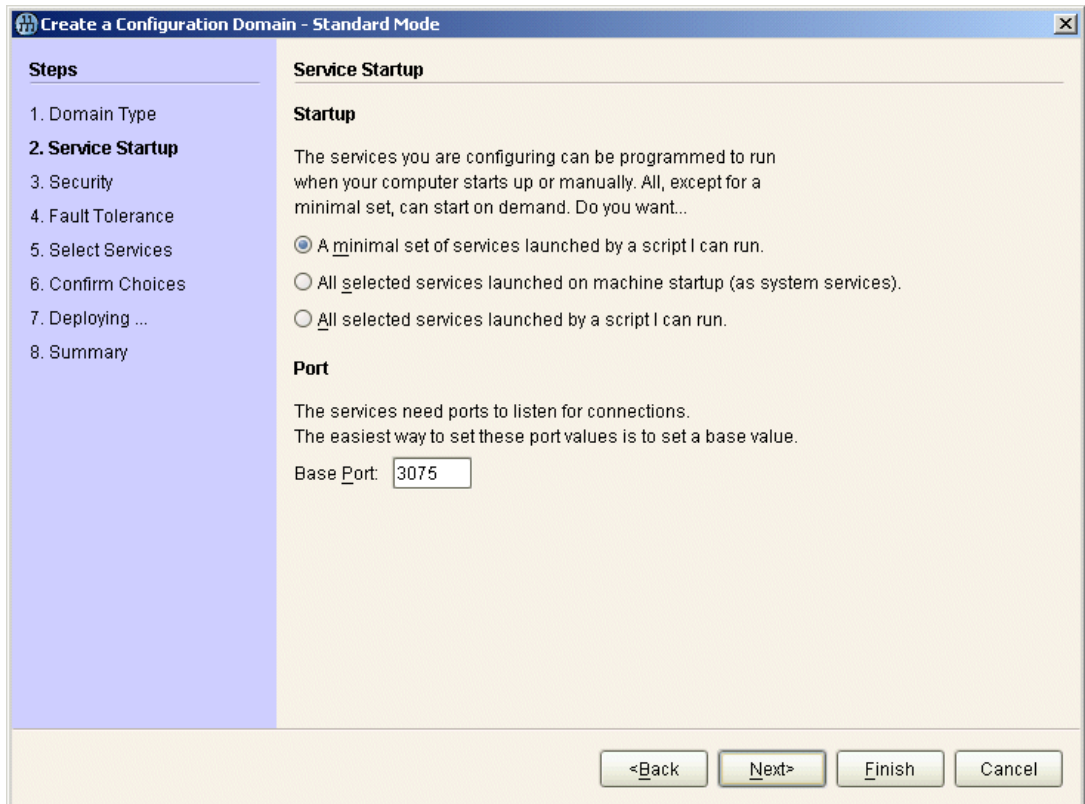 Create a Configuration Domain - Standard Mode
Steps
1. Domain Type
2. Service Startup
3. Security
4. Fault Tolerance
5. Select Services
6. Confirm Choices
7. Deploying ...
8. Summary
Service Startup
Startup
The services you are configuring can be programmed to run
when your computer starts up or manually. All, except for a
minimal set, can start on demand. Do you want...
A minimal set of services launched by a script I can run.
All selected services launched on machine startup (as system services).
All selected services launched by a script I can run.
Port
The services need ports to listen for connections.
The easiest way to set these port values is to set a base value.
Base Port: 3075
<Back Next> Finish Cancel